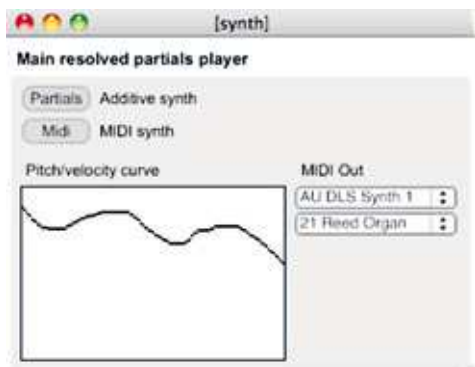 [synth]
Main resolved partials player
Partials Additive synth
Midi MIDI synth
Pitch/velocity curve MIDI Out
AU DLS Synth 1
21 Reed Organ